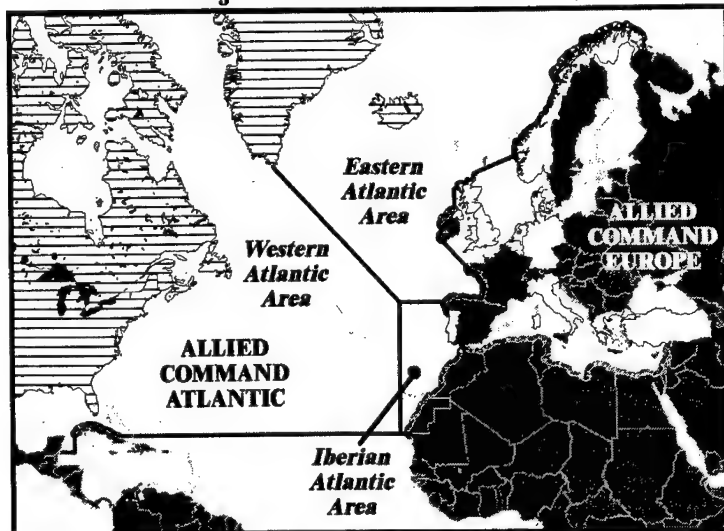 Eastern
Atlantic
Area
Western
Atlantic
Area
ALLIED
COMMAND
EUROPE
ALLIED
COMMAND
ATLANTIC
Iberian
Atlantic
Area